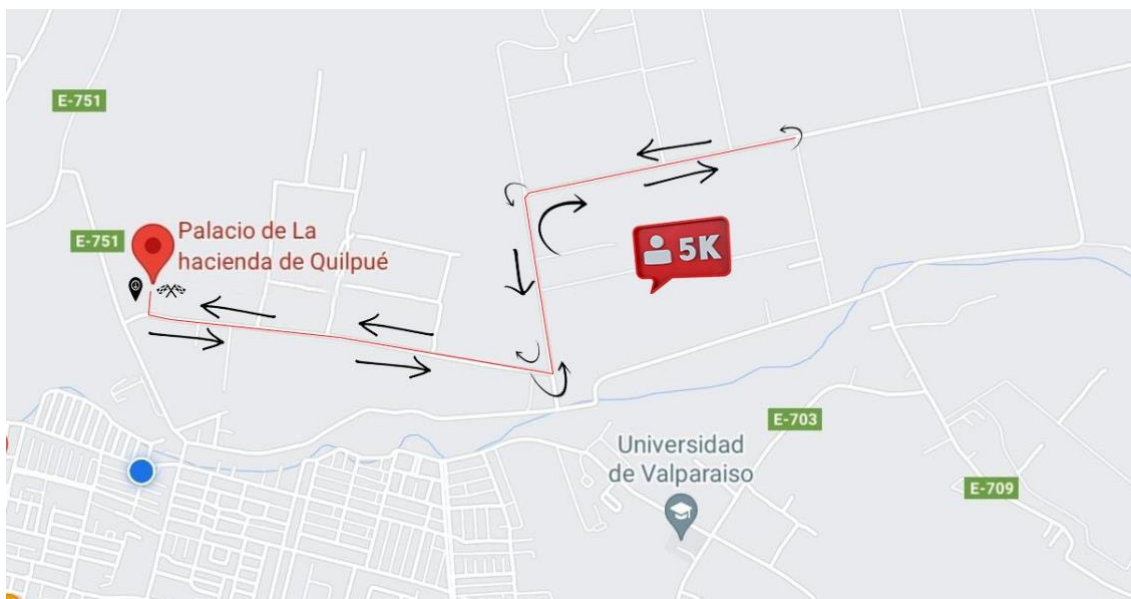 E-751
E-751
Palacio de La
hacienda de Quilpué
5K
E-703
Universidad
de Valparaiso
E-709